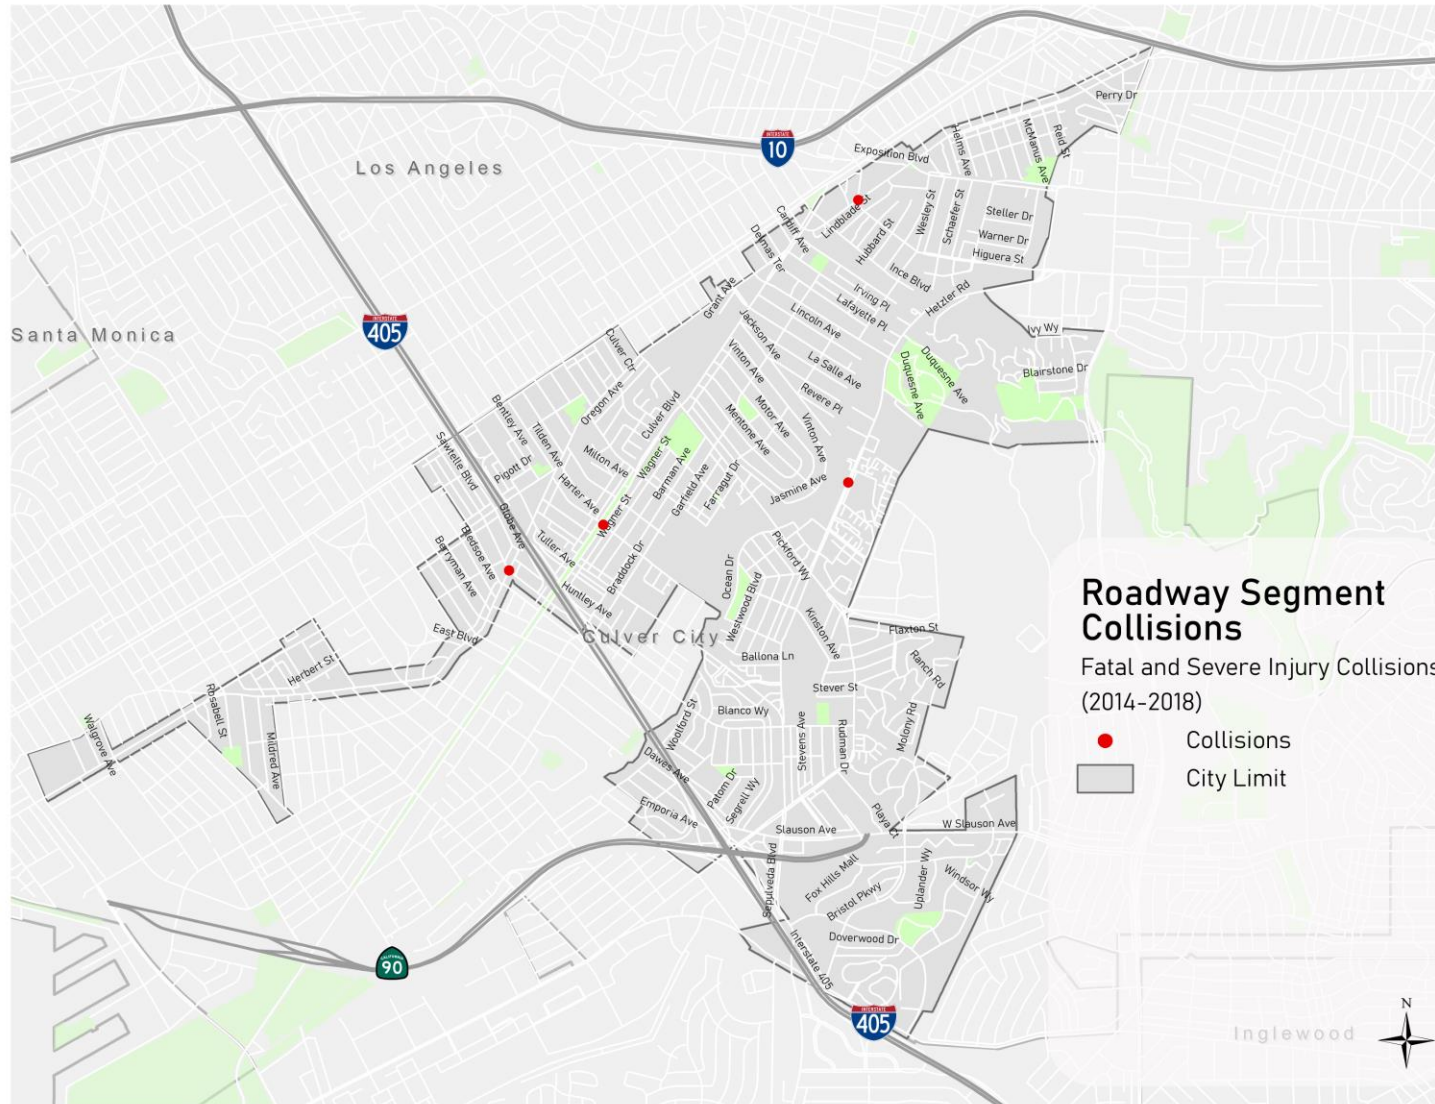 Perry Dr
Helms Ave
McManus Ave
Reid St
INTERSTATE
10
Exposition Blvd
Los Angeles
Lindblade St
Wesley St
Schaefer St
Steller Dr
Cardiff Ave
Hubbard St
Warner Dr
Delmas Ter
Higuera St
Ince Blvd
Grant Ave
Irving Pl
Hetzler Rd
Lafayette Pl
INTERSTATE
405
Santa Monica
Lincoln Ave
Ivy Wy
Jackson Ave
Culver Ctr
Vinton Ave
La Salle Ave
Duquesne Ave
Duquesne Ave
Blairstone Dr
Oregon Ave
Revere Pl
Bentley Ave
Culver Blvd
Motor Ave
Mentone Ave
Tilden Ave
Vinton Ave
Sawtelle Blvd
Milton Ave
Wagner St
Pigott Dr
Barman Ave
Garfield Ave
Farragut Dr
Harter Ave
Jasmine Ave
Wagner St
Globe Ave
Tuller Ave
Bledsoe Ave
Berryman Ave
Braddock Dr
Pickford Wy
Ocean Dr
Huntley Ave
Westwood Blvd
Kinston Ave
East Blvd
Culver City
Flaxton St
Ballona Ln
Ranch Rd
Herbert St
Stever St
Rosabell St
Blanco Wy
Woolford St
Stevens Ave
Rudman Dr
Molony Rd
Walgrove Ave
Mildred Ave
Dawes Ave
Patom Dr
Segrell Wy
Emporia Ave
Playa Ct
Slauson Ave
W Slauson Ave
Sepulveda Blvd
Fox Hills Mall
Uplander Wy
Windsor Wy
Bristol Pkwy
Doverwood Dr
Interstate 405
CALIFORNIA
90
INTERSTATE
405
Roadway Segment
Collisions
Fatal and Severe Injury Collisions
(2014-2018)
Collisions
City Limit
N
Inglewood